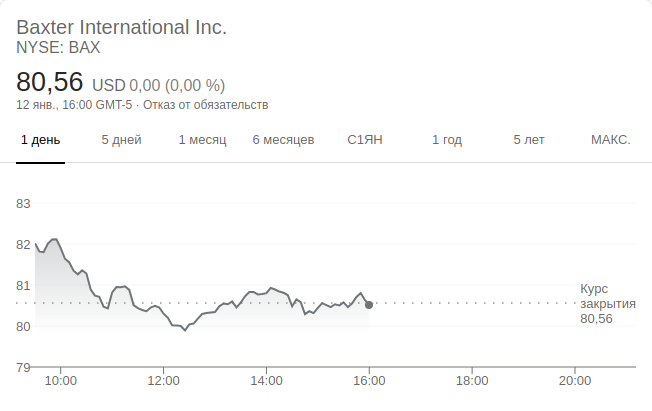 Baxter International Inc.
NYSE: BAX
80,56 USD 0,00 (0,00 %)
12 янв., 16:00 GMT-5 · Отказ от обязательств
1 день 5 дней 1 месяц 6 месяцев С1ЯН 1 год 5 лет МАКС.
83
82
81
Курс
закрытия
80,56
80
79
10:00 12:00 14:00 16:00 18:00 20:00